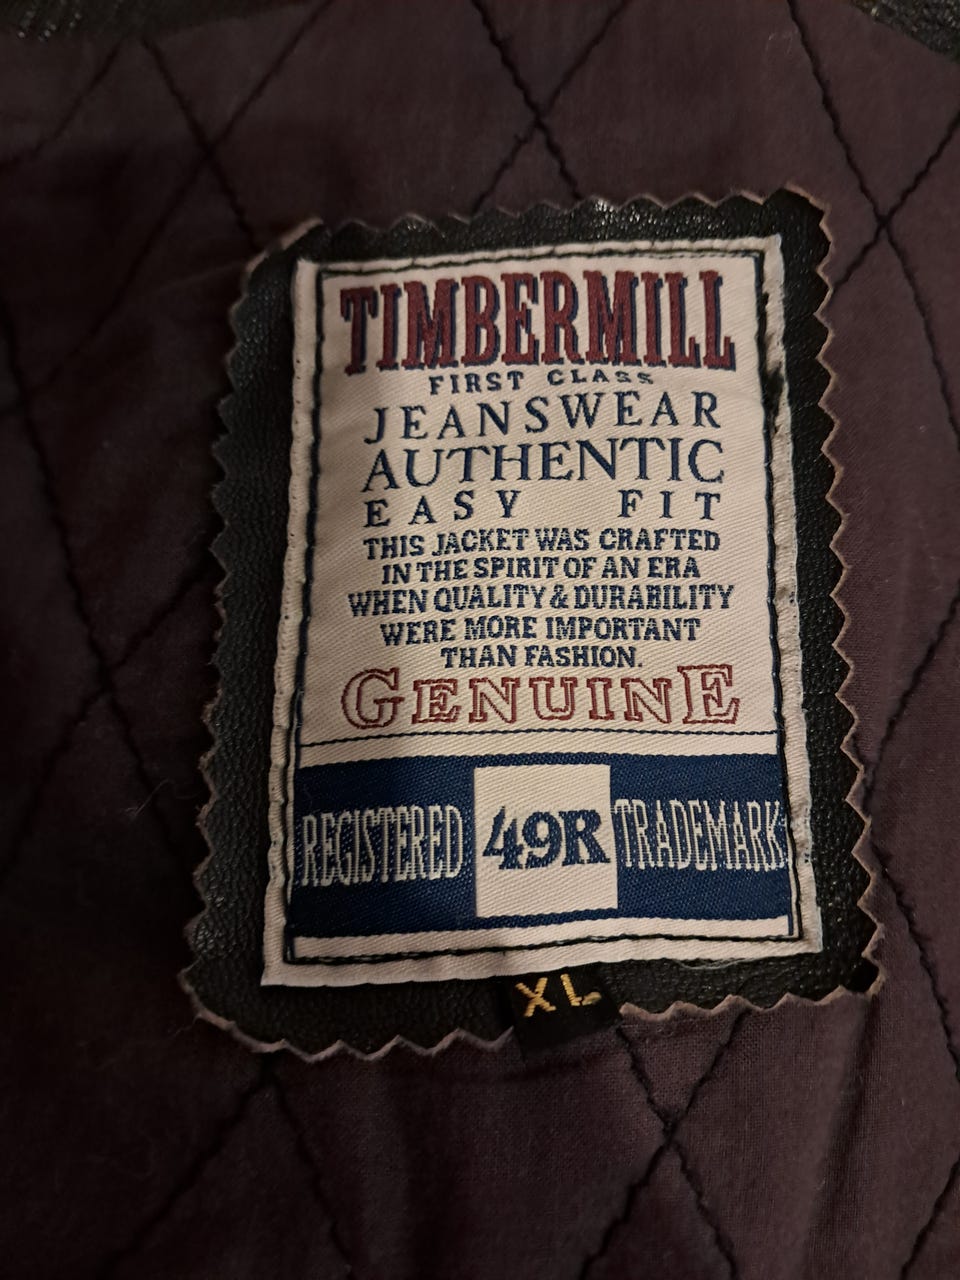 TIMBERMILL
FIRST CLASS
JEANSWEAR
AUTHENTIC
EASY FIT
THIS JACKET WAS CRAFTED
IN THE SPIRIT OF AN ERA
WHEN QUALITY & DURABILITY
WERE MORE IMPORTANT
THAN FASHION.
GENUINE
REGISTERED 49R TRADEMARK
XL